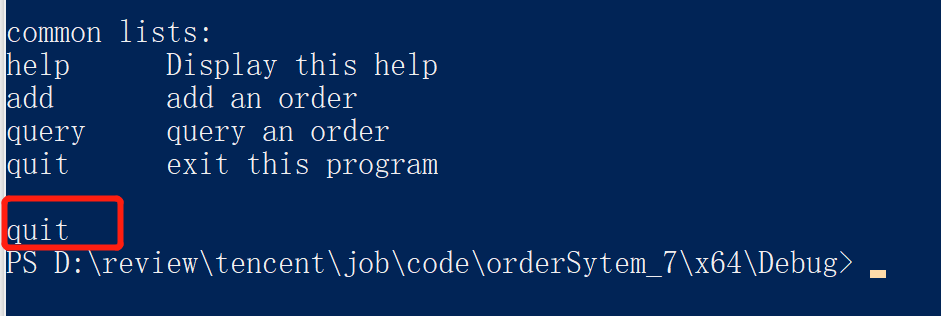 common lists:
help Display this help
add add an order
query query an order
quit exit this program
quit
PS D:\review\tencent\job\code\orderSytem_7\x64\Debug>